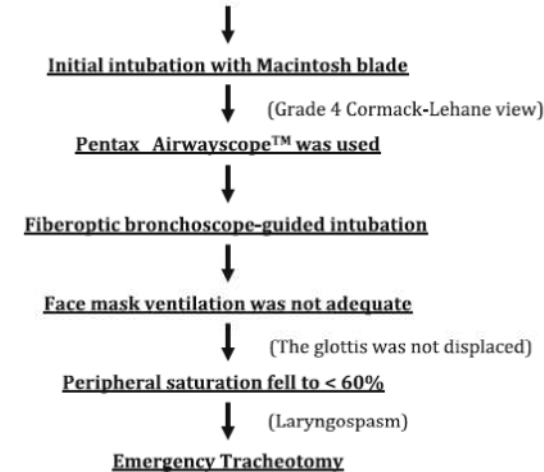 Initial intubation with Macintosh blade
(Grade 4 Cormack-Lehane view)
Pentax Airwayscope™ was used
Fiberoptic bronchoscope-guided intubation
Face mask ventilation was not adequate
(The glottis was not displaced)
Peripheral saturation fell to < 60%
(Laryngospasm)
Emergency Tracheotomy